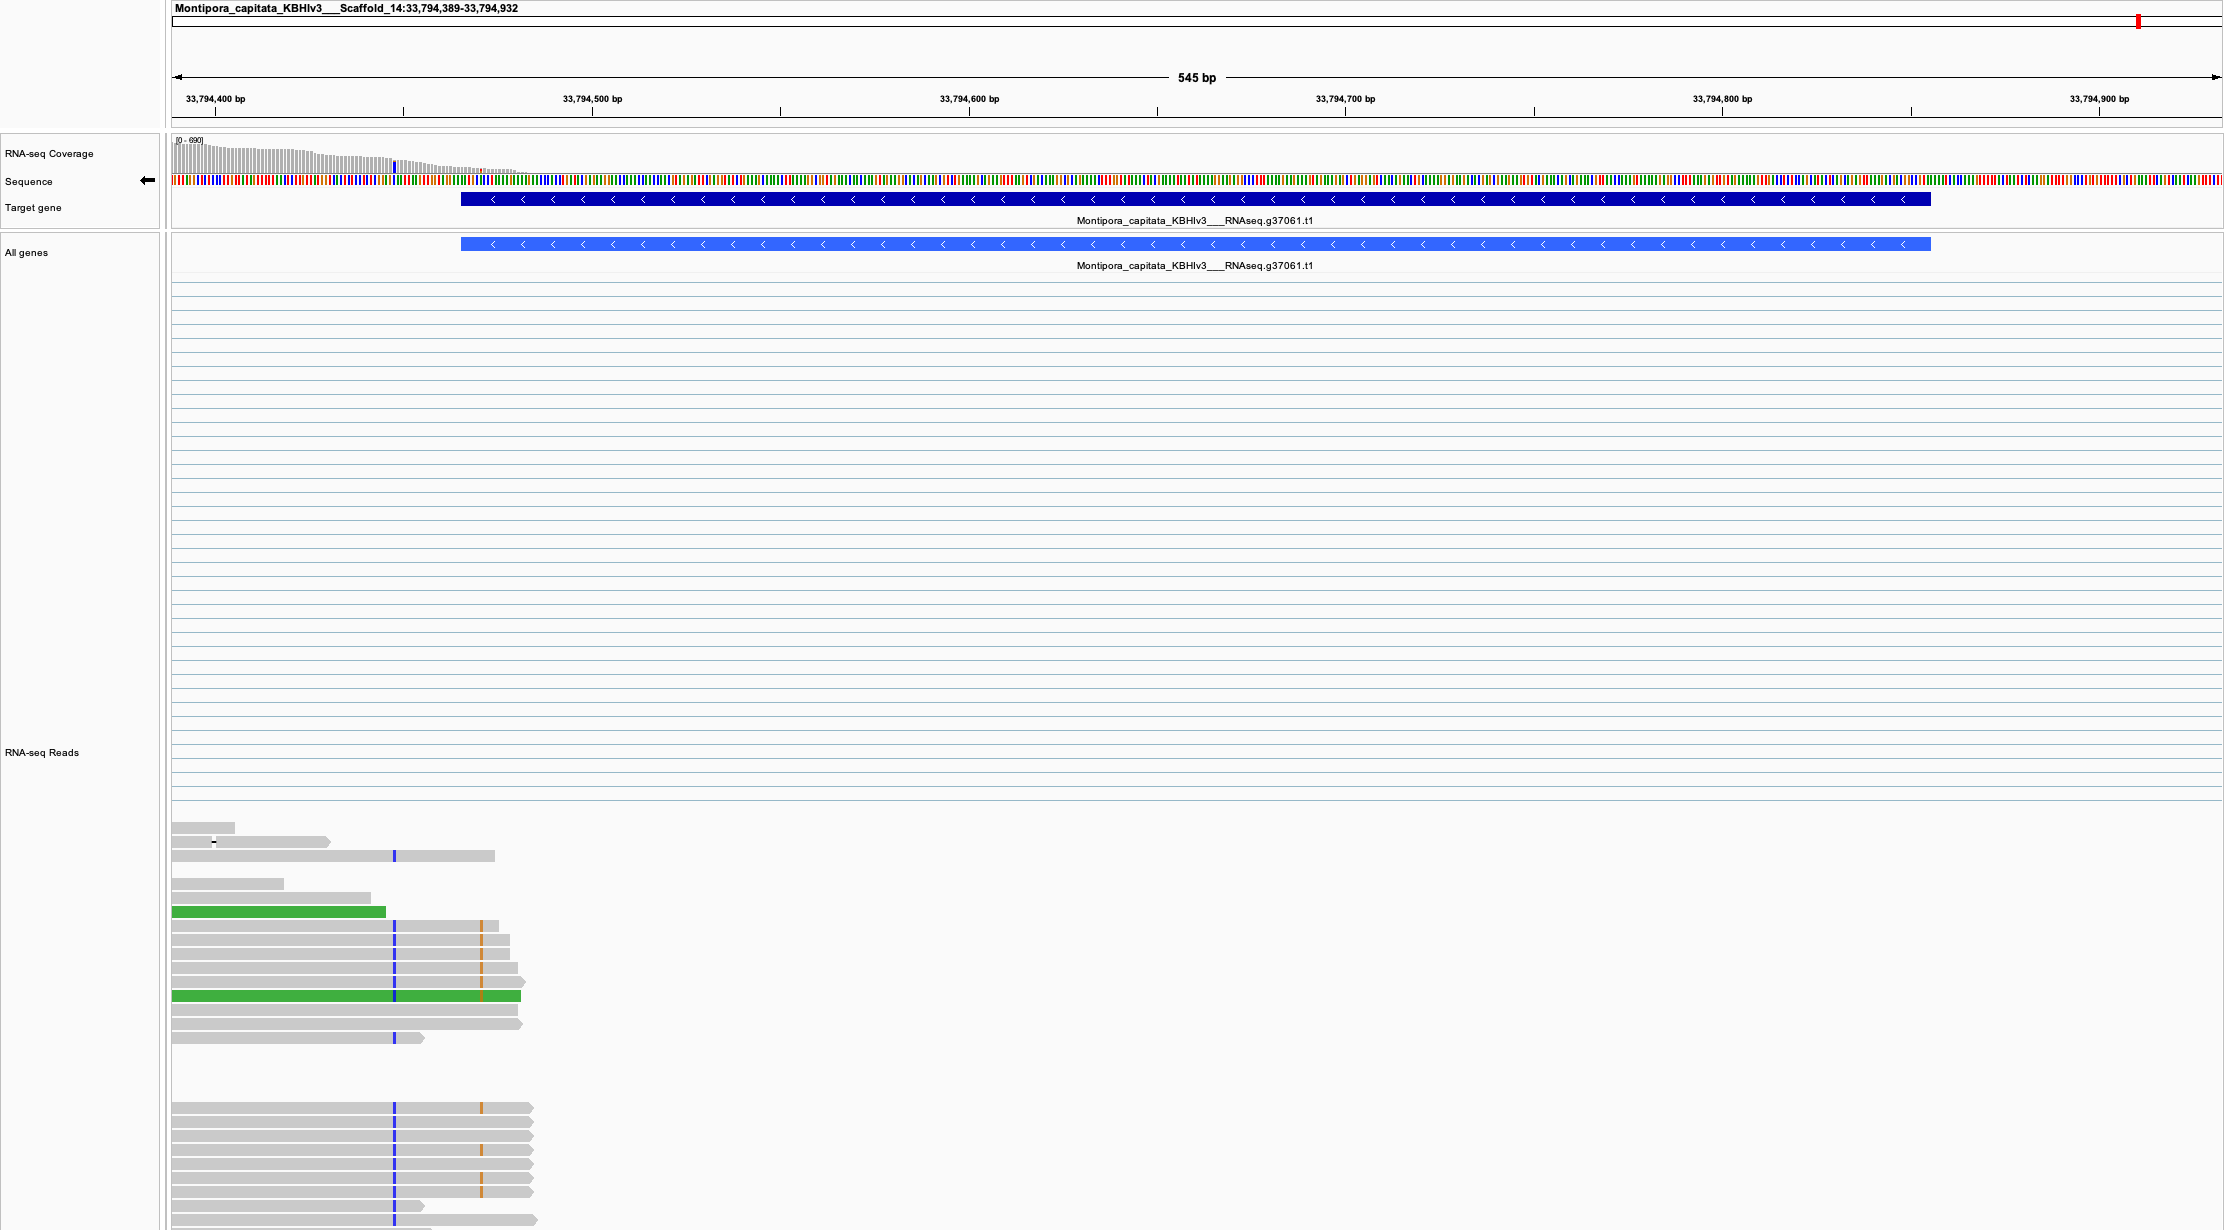 Montipora_capitata_KBHIv3___Scaffold_14:33,794,389-33,794,932
545 bp
33,794,400 bp 33,794,500 bp 33,794,600 bp 33,794,700 bp 33,794,800 bp 33,794,900 bp
[0 - 690]
RNA-seq Coverage
Sequence
Target gene
Montipora_capitata_KBHIv3___RNAseq.g37061.t1
All genes
Montipora_capitata_KBHIv3___RNAseq.g37061.t1
RNA-seq Reads